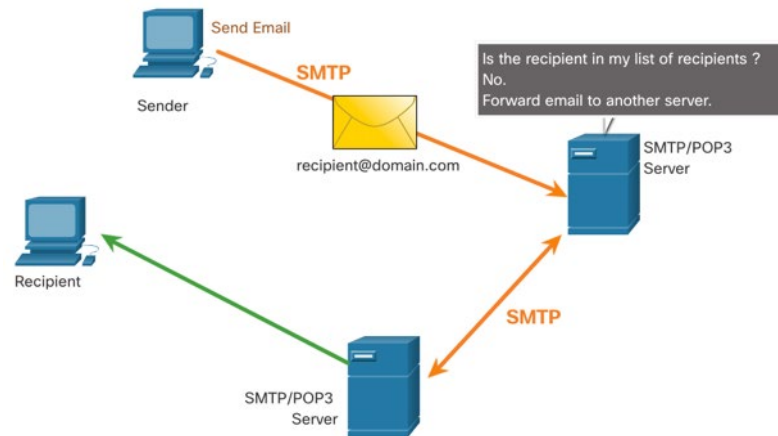 Send Email
SMTP
Sender
recipient@domain.com
Is the recipient in my list of recipients ?
No.
Forward email to another server.
SMTP/POP3
Server
Recipient
SMTP
SMTP/POP3
Server